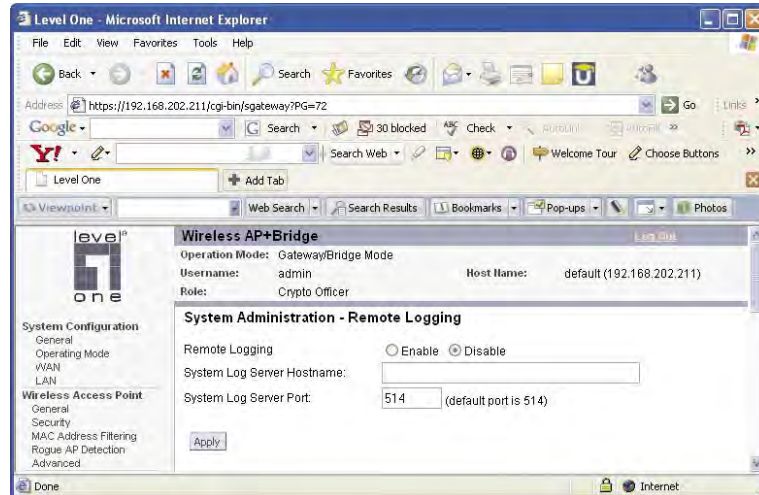 Level One - Microsoft Internet Explorer
File Edit View Favorites Tools Help
Back Search Favorites
Address https://192.168.202.211/cgi-bin/sgateway?PG=72 Go Links »
Google Search 30 blocked ABC Check »
Y! Search Web Welcome Tour Choose Buttons »
Level One Add Tab
Viewpoint Web Search Search Results Bookmarks Pop-ups Photos
level one
Wireless AP+Bridge Log Out
Operation Mode: Gateway/Bridge Mode
Username: admin Host Name: default (192.168.202.211)
Role: Crypto Officer
System Configuration
General
Operating Mode
WAN
LAN
Wireless Access Point
General
Security
MAC Address Filtering
Rogue AP Detection
Advanced
System Administration - Remote Logging
Remote Logging Enable Disable
System Log Server Hostname:
System Log Server Port: 514 (default port is 514)
Apply
Done Internet